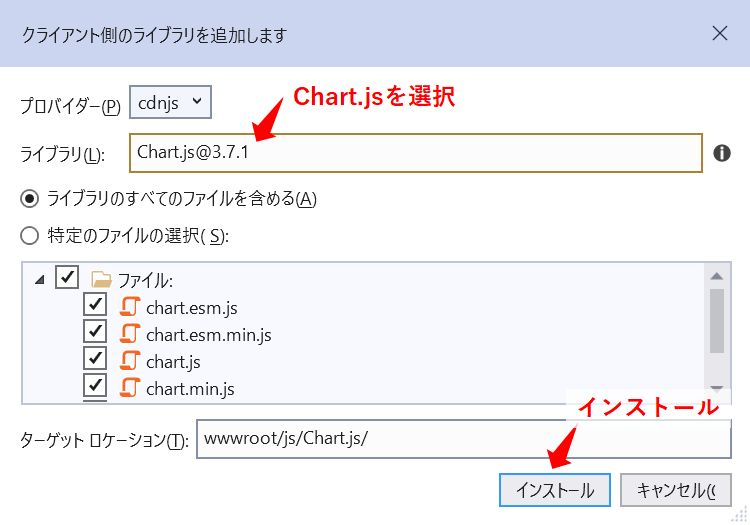 クライアント側のライブラリを追加します
プロバイダー(P) cdnjs
Chart.jsを選択
ライブラリ(L): Chart.js@3.7.1
ライブラリのすべてのファイルを含める(A)
特定のファイルの選択( S):
ファイル:
chart.esm.js
chart.esm.min.js
chart.js
chart.min.js
インストール
ターゲット ロケーション(T): wwwroot/js/Chart.js/
インストール キャンセル((